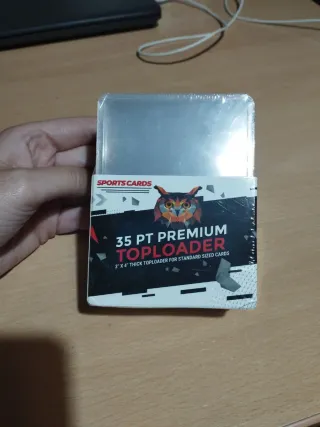 SPORTS CARDS
35 PT PREMIUM
TOPLOADER
3" X 4" THICK TOPLOADER FOR STANDARD SIZED CARDS